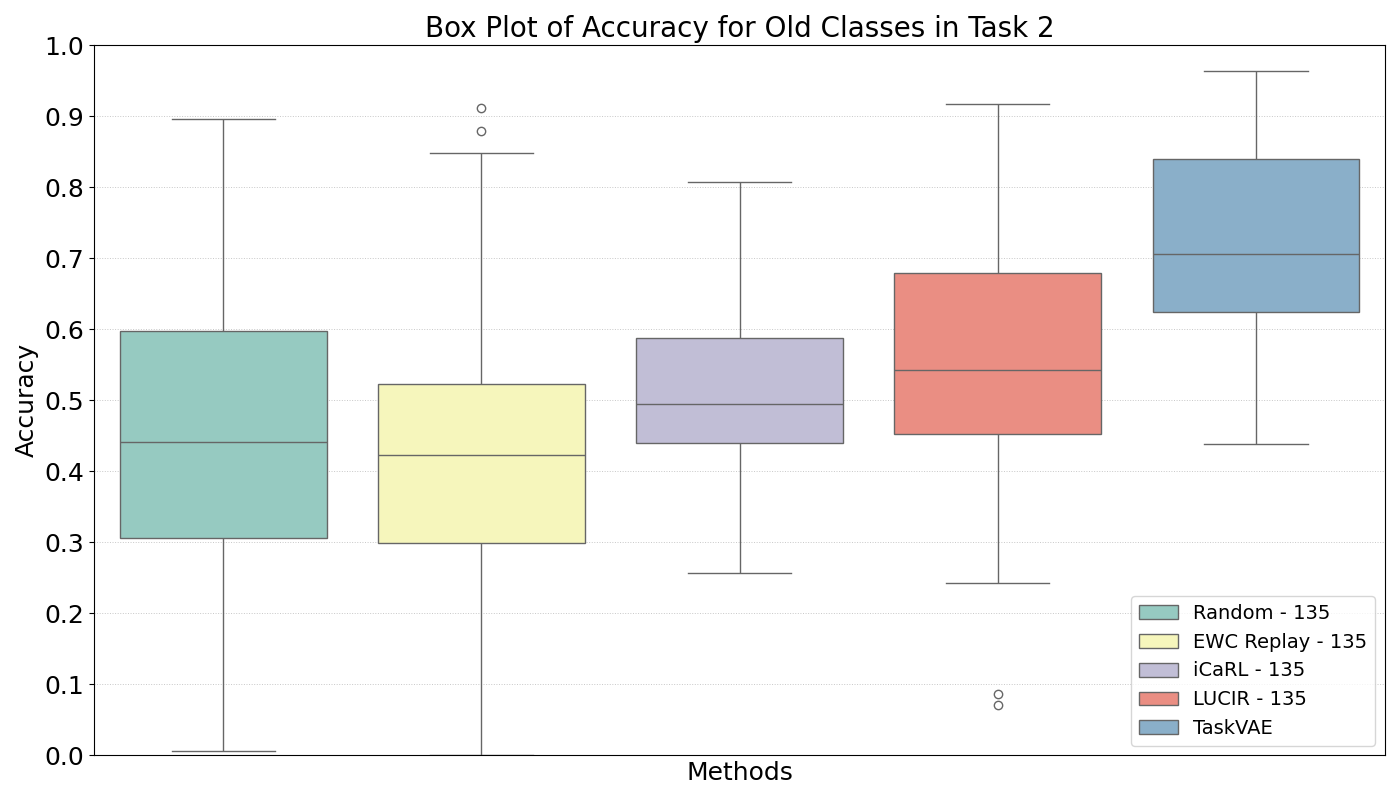 Box Plot of Accuracy for Old Classes in Task 2
1.0
0.9
0.8
0.7
0.6
0.5
0.4
0.3
0.2
0.1
0.0
Accuracy
Methods
Random - 135
EWC Replay - 135
iCaRL - 135
LUCIR - 135
TaskVAE